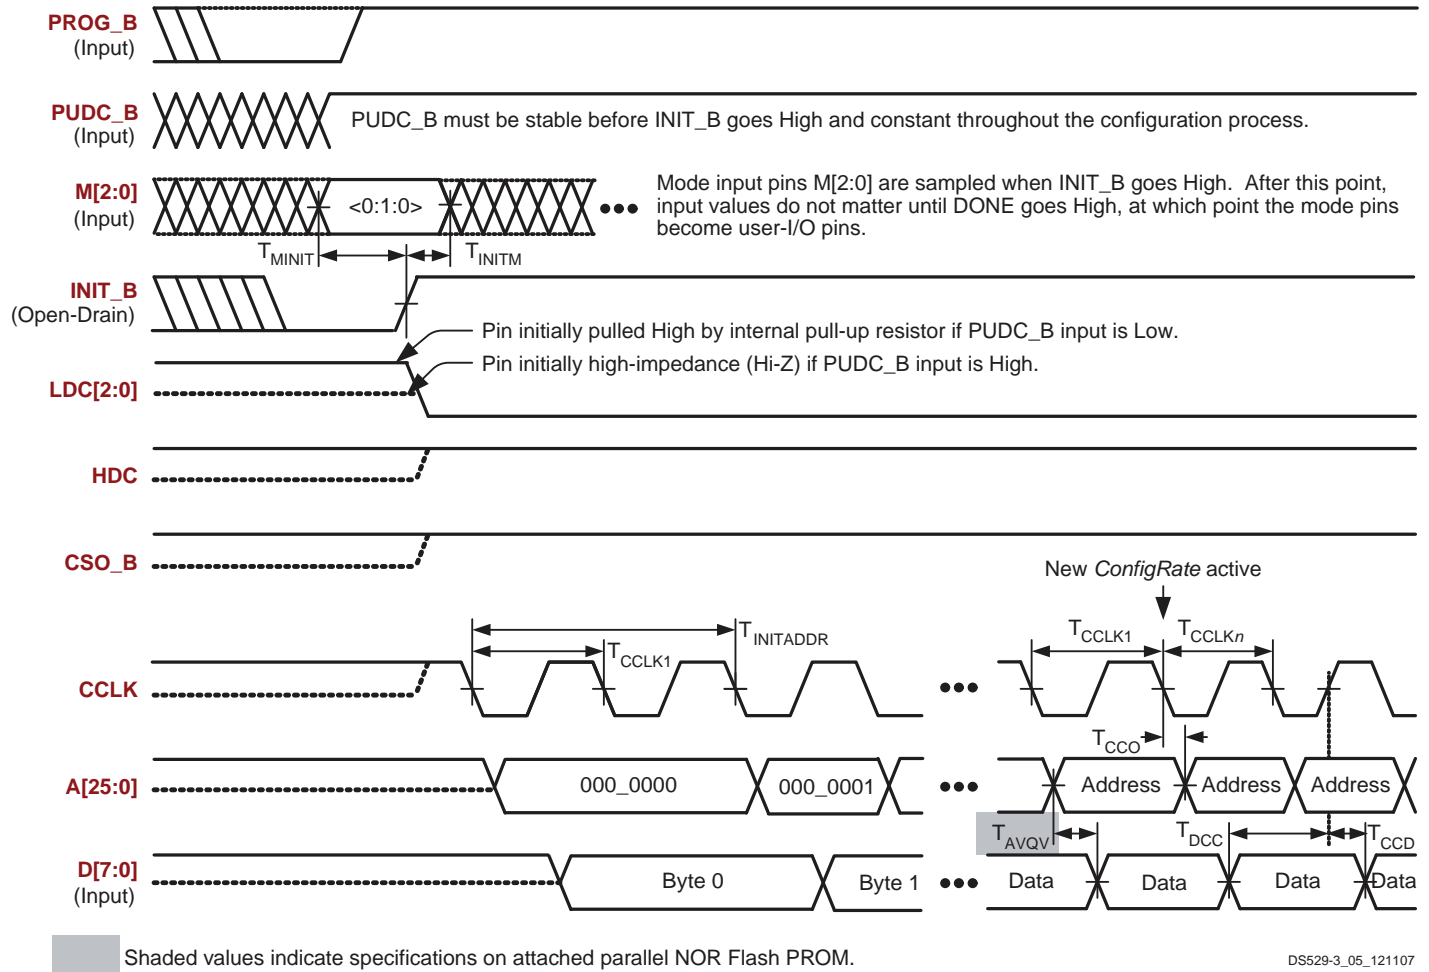 PROG_B
(Input)
PUDC_B
(Input)
PUDC_B must be stable before INIT_B goes High and constant throughout the configuration process.
M[2:0]
(Input)
<0:1:0>
Mode input pins M[2:0] are sampled when INIT_B goes High. After this point,
input values do not matter until DONE goes High, at which point the mode pins
become user-I/O pins.
TMINIT
TINITM
INIT_B
(Open-Drain)
Pin initially pulled High by internal pull-up resistor if PUDC_B input is Low.
Pin initially high-impedance (Hi-Z) if PUDC_B input is High.
LDC[2:0]
HDC
CSO_B
New ConfigRate active
TINITADDR
TCCLK1
TCCLK1
TCCLKn
CCLK
TCCO
A[25:0]
000_0000
000_0001
Address
Address
Address
TAVQV
TDCC
TCCD
D[7:0]
(Input)
Byte 0
Byte 1
Data
Data
Data
Data
Shaded values indicate specifications on attached parallel NOR Flash PROM.
DS529-3_05_121107